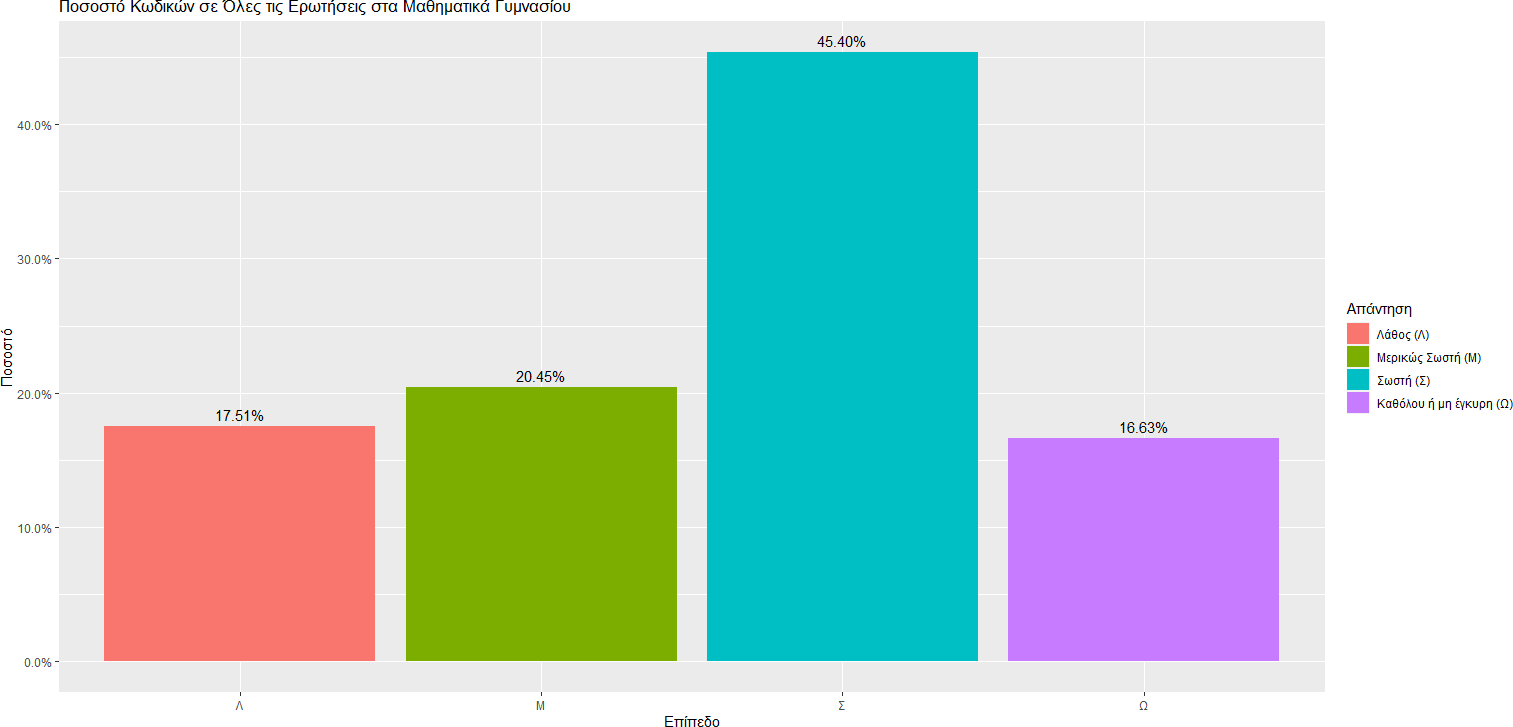 Ποσοστό Κωδικών σε Όλες τις Ερωτήσεις στα Μαθηματικά Γυμνασίου
45.40%
40.0%
30.0%
20.45%
20.0%
17.51%
16.63%
10.0%
0.0%
Ποσοστό
Λ
Μ
Σ
Ω
Επίπεδο
Απάντηση
Λάθος (Λ)
Μερικώς Σωστή (Μ)
Σωστή (Σ)
Καθόλου ή μη έγκυρη (Ω)